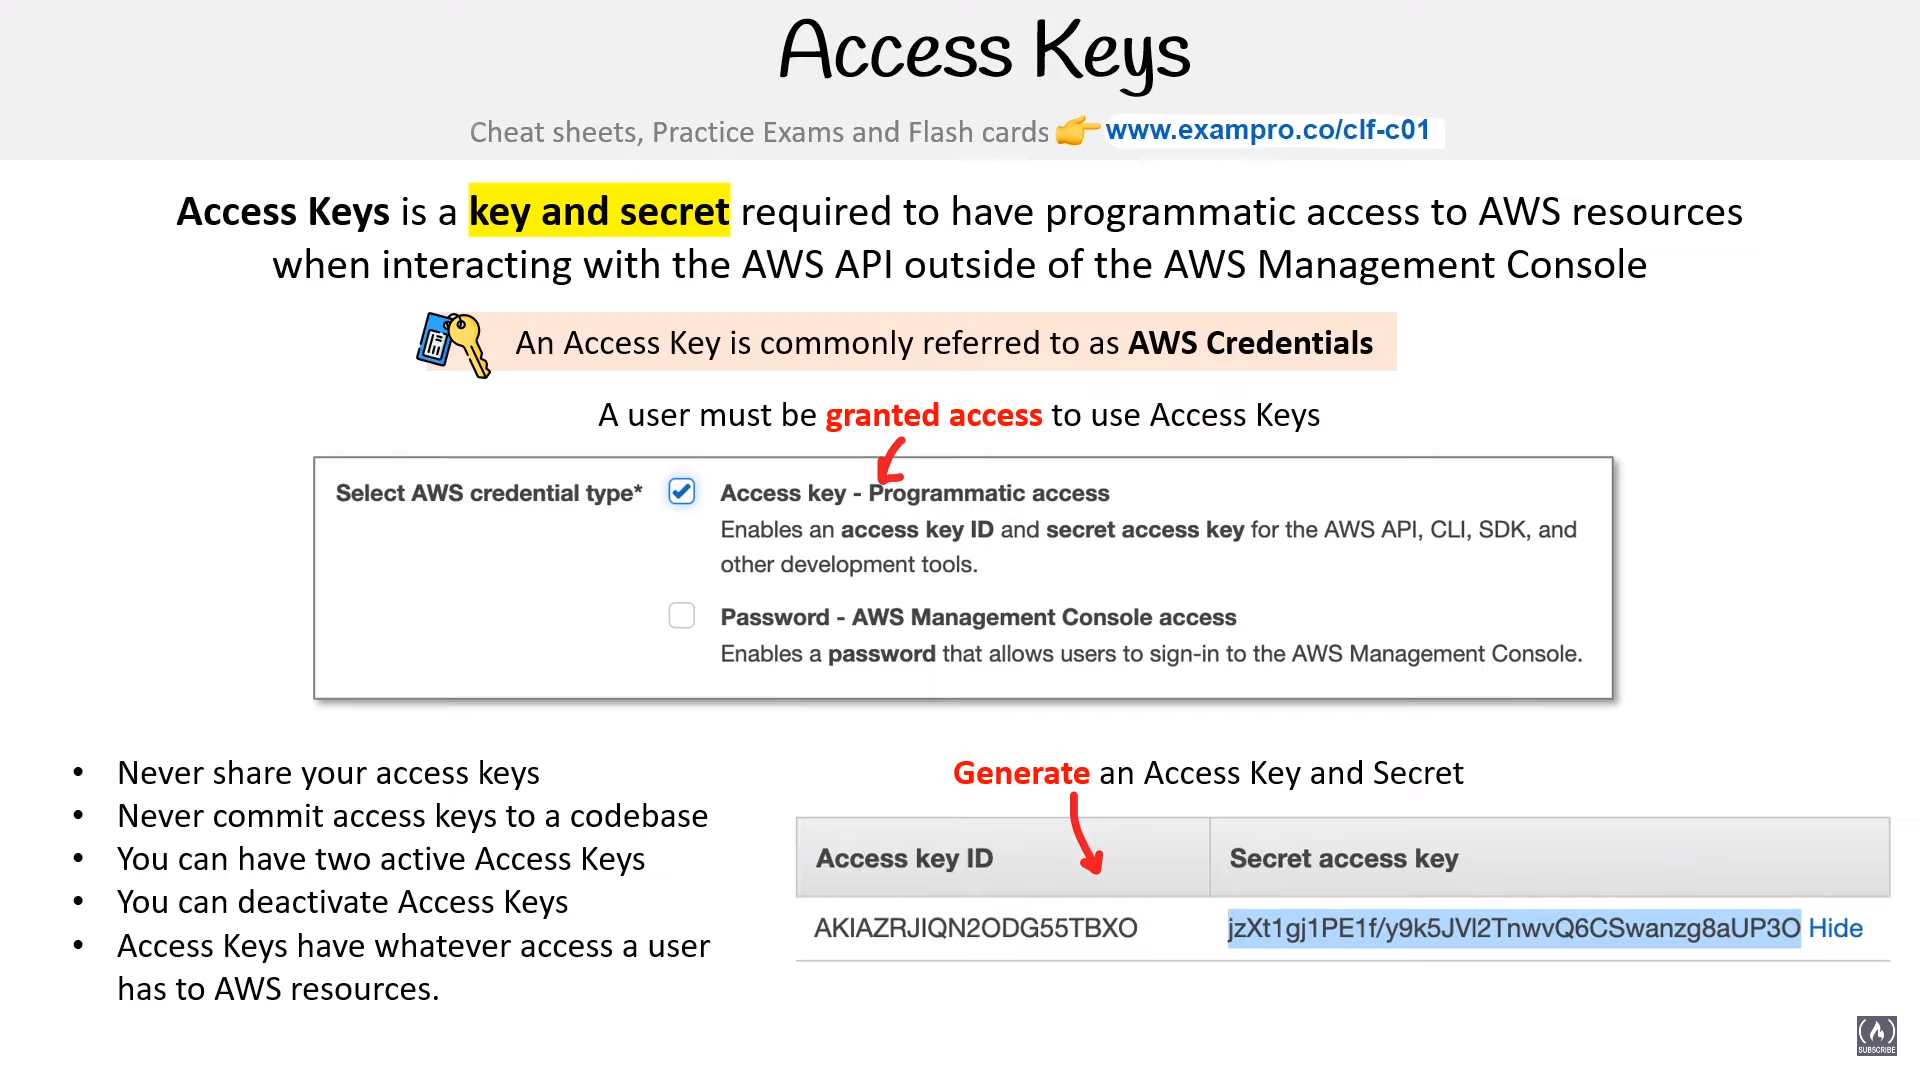 Access Keys
Cheat sheets, Practice Exams and Flash cards www.exampro.co/clf-c01
Access Keys is a key and secret required to have programmatic access to AWS resources
when interacting with the AWS API outside of the AWS Management Console
An Access Key is commonly referred to as AWS Credentials
A user must be granted access to use Access Keys
Select AWS credential type*
Access key - Programmatic access
Enables an access key ID and secret access key for the AWS API, CLI, SDK, and
other development tools.
Password - AWS Management Console access
Enables a password that allows users to sign-in to the AWS Management Console.
• Never share your access keys
• Never commit access keys to a codebase
• You can have two active Access Keys
• You can deactivate Access Keys
• Access Keys have whatever access a user
has to AWS resources.
Generate an Access Key and Secret
Access key ID Secret access key
AKIAZRJIQN2ODG55TBXO jzXt1gj1PE1f/y9k5JVl2TnwvQ6CSwanzg8aUP3O Hide
SUBSCRIBE